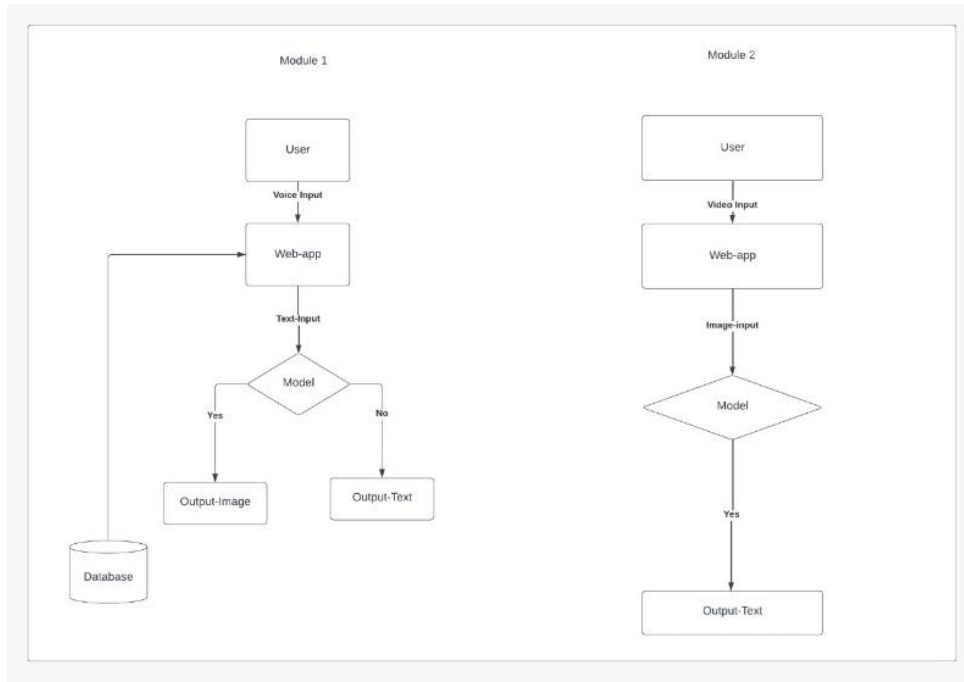 Module 1
User
Voice Input
Web-app
Text-Input
Model
Yes
No
Output-Image
Output-Text
Database
Module 2
User
Video Input
Web-app
Image-input
Model
Yes
Output-Text